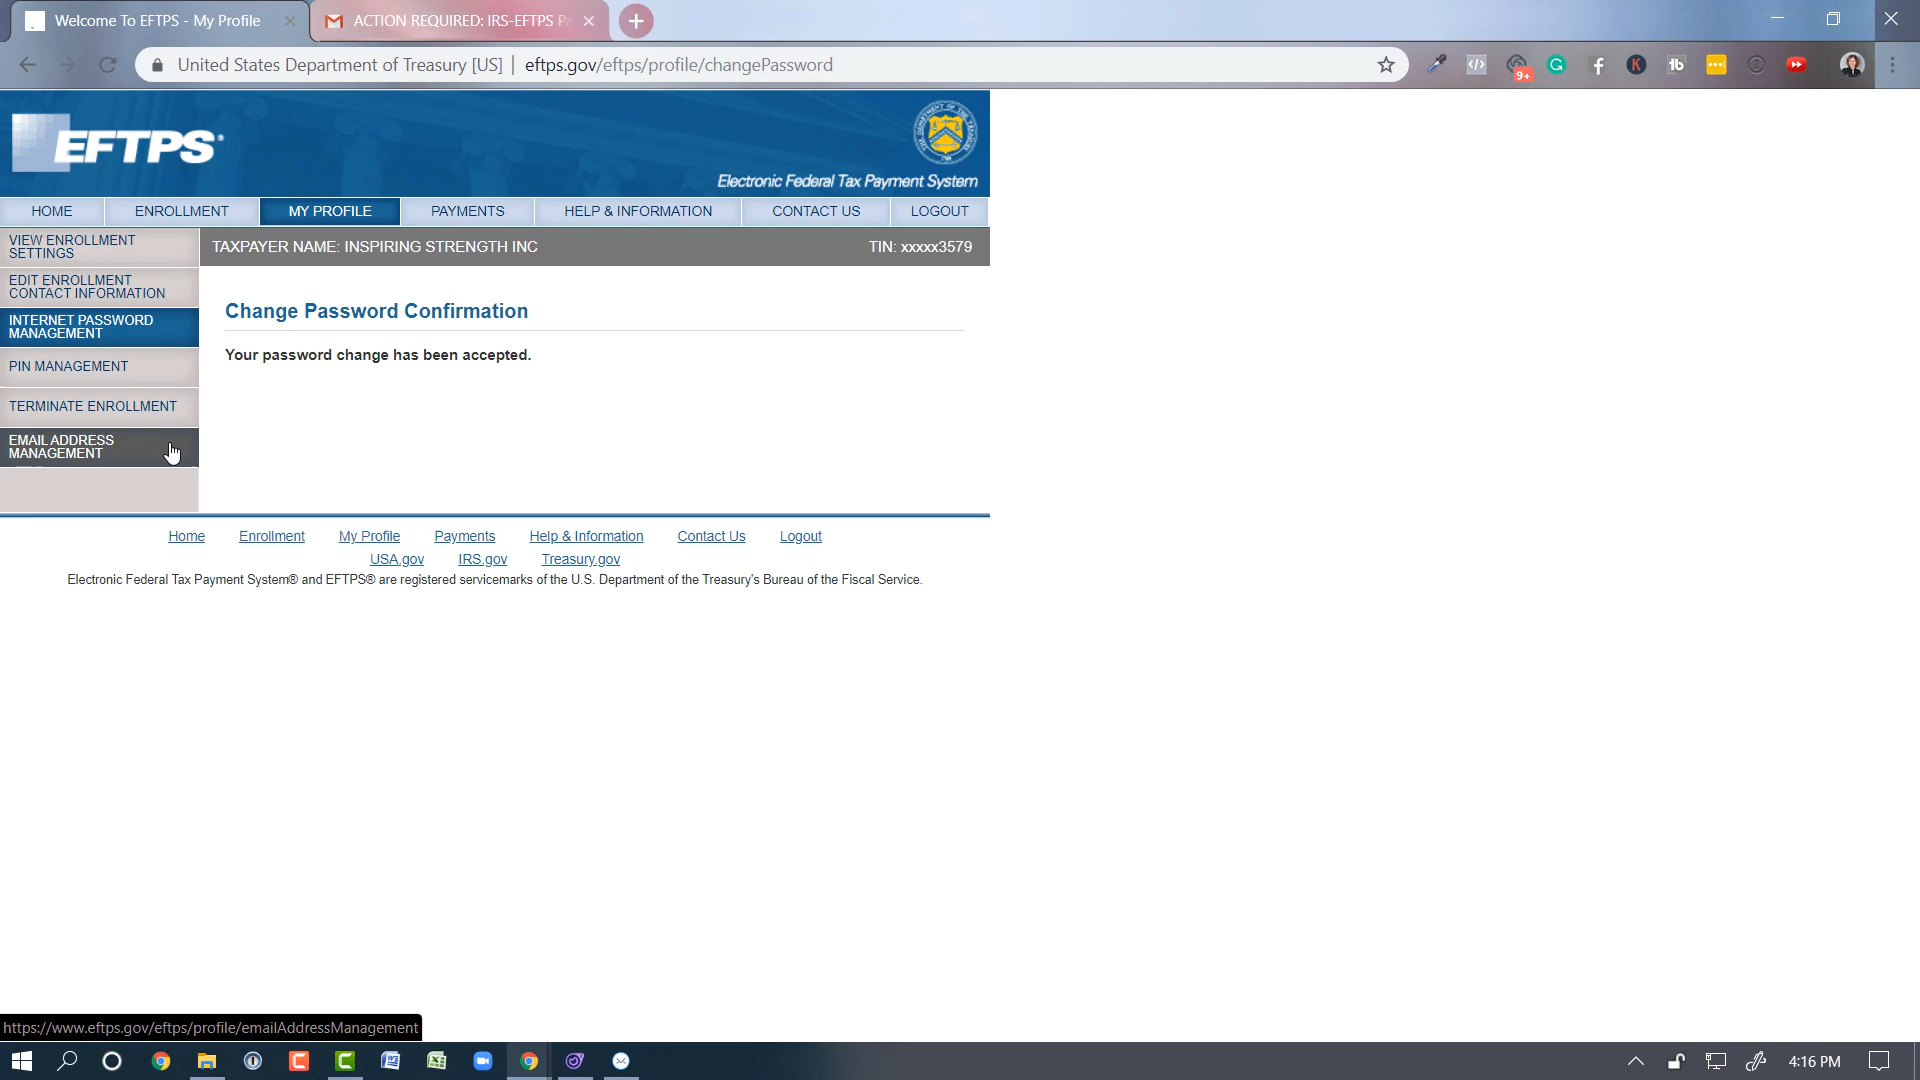 Welcome To EFTPS - My Profile
ACTION REQUIRED: IRS-EFTPS Pa
United States Department of Treasury [US] | eftps.gov/eftps/profile/changePassword
9+
EFTPS
Electronic Federal Tax Payment System
HOME ENROLLMENT MY PROFILE PAYMENTS HELP & INFORMATION CONTACT US LOGOUT
VIEW ENROLLMENT
SETTINGS
TAXPAYER NAME: INSPIRING STRENGTH INC TIN: xxxxx3579
EDIT ENROLLMENT
CONTACT INFORMATION
INTERNET PASSWORD
MANAGEMENT
PIN MANAGEMENT
TERMINATE ENROLLMENT
EMAIL ADDRESS
MANAGEMENT
Change Password Confirmation
Your password change has been accepted.
Home Enrollment My Profile Payments Help & Information Contact Us Logout
USA.gov IRS.gov Treasury.gov
Electronic Federal Tax Payment System® and EFTPS® are registered servicemarks of the U.S. Department of the Treasury's Bureau of the Fiscal Service.
https://www.eftps.gov/eftps/profile/emailAddressManagement
4:16 PM